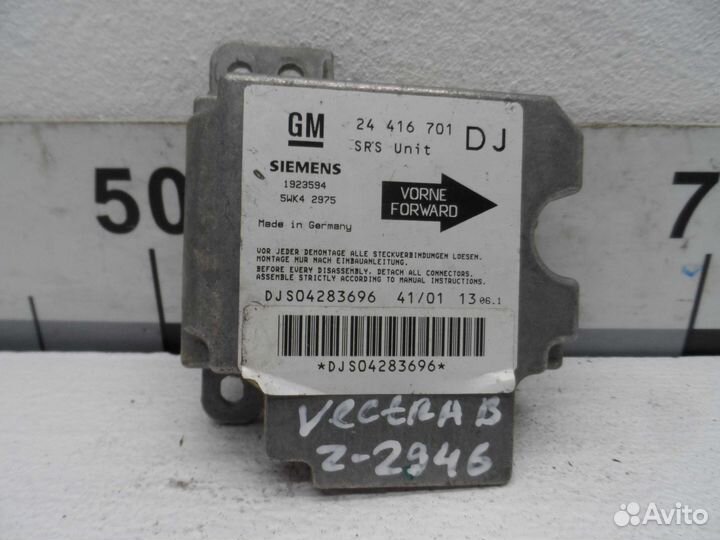 50
7
GM
24 416 701 DJ
SRS Unit
SIEMENS
1923594
5WK4 2975
VORNE
FORWARD
Made in Germany
VOR JEDER DEMONTAGE ALLE STECKVERBINDUNGEN LOESEN.
MONTAGE NUR NACH EINBAUANLEITUNG.
BEFORE EVERY DISASSEMBLY, DETACH ALL CONNECTORS.
ASSEMBLE STRICTLY ACCORDING TO MANUAL INSTRUCTIONS.
DJS04283696 41/01 13 06.1
*DJS04283696*
VECTRA B
2-2946
Avito